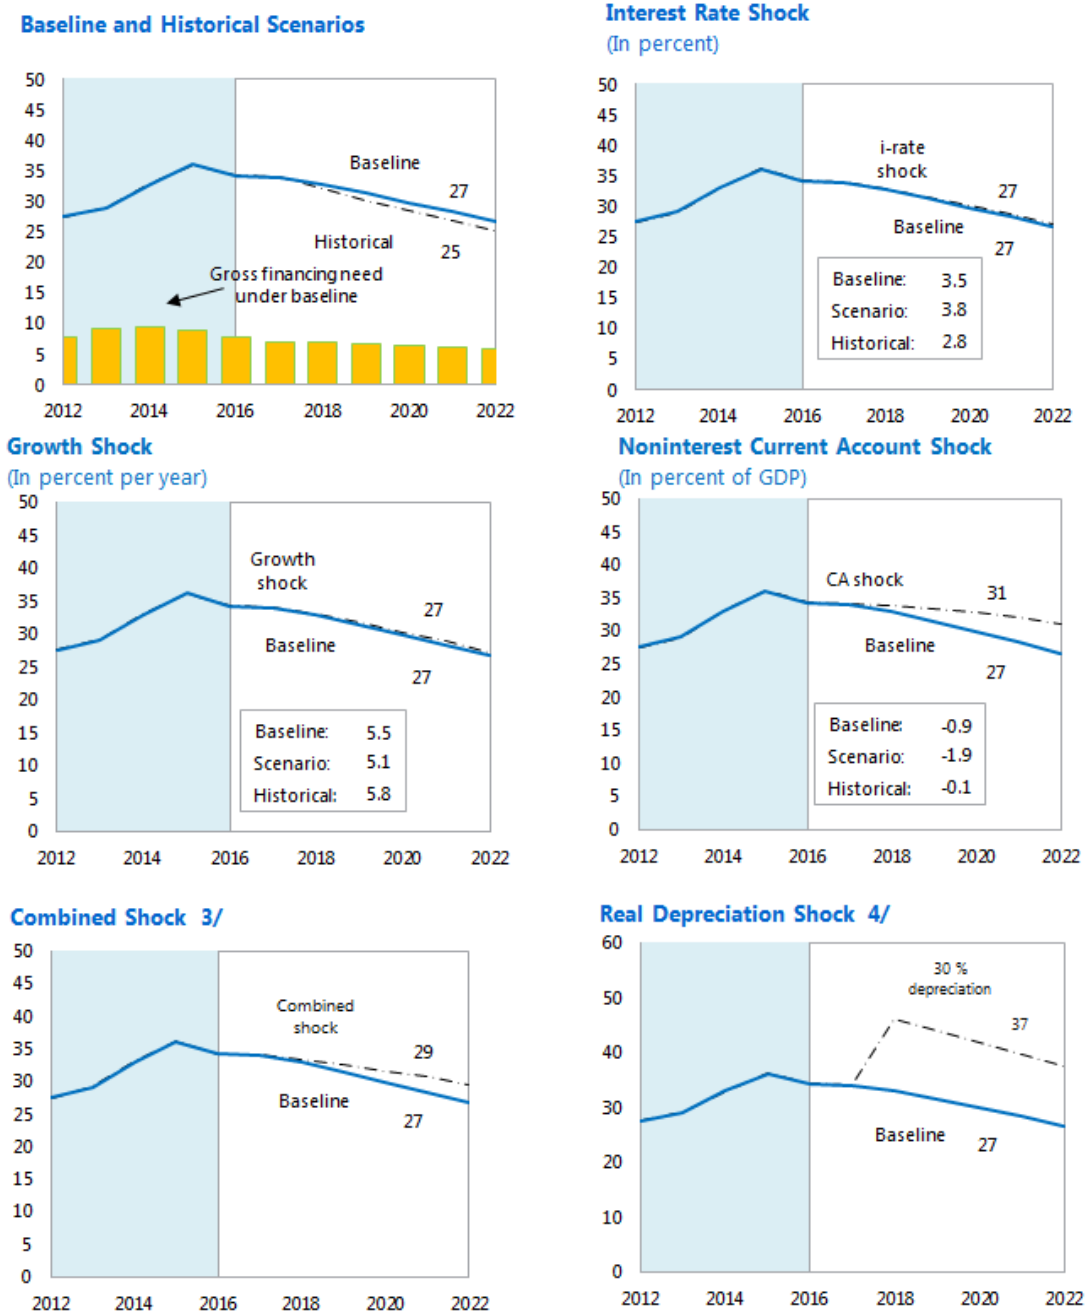 Baseline and Historical Scenarios
50
45
40
35
30
25
20
15
10
5
0
Baseline
27
Historical
25
Gross financing need
under baseline
2012 2014 2016 2018 2020 2022
Interest Rate Shock
(In percent)
50
45
40
35
30
25
20
15
10
5
0
i-rate
shock
27
Baseline
27
Baseline: 3.5
Scenario: 3.8
Historical: 2.8
2012 2014 2016 2018 2020 2022
Growth Shock
(In percent per year)
50
45
40
35
30
25
20
15
10
5
0
Growth
shock
27
Baseline
27
Baseline: 5.5
Scenario: 5.1
Historical: 5.8
2012 2014 2016 2018 2020 2022
Noninterest Current Account Shock
(In percent of GDP)
50
45
40
35
30
25
20
15
10
5
0
CA shock
31
Baseline
27
Baseline: -0.9
Scenario: -1.9
Historical: -0.1
2012 2014 2016 2018 2020 2022
Combined Shock 3/
50
45
40
35
30
25
20
15
10
5
0
Combined
shock
29
Baseline
27
2012 2014 2016 2018 2020 2022
Real Depreciation Shock 4/
60
50
40
30
20
10
0
30 %
depreciation
37
Baseline
27
2012 2014 2016 2018 2020 2022